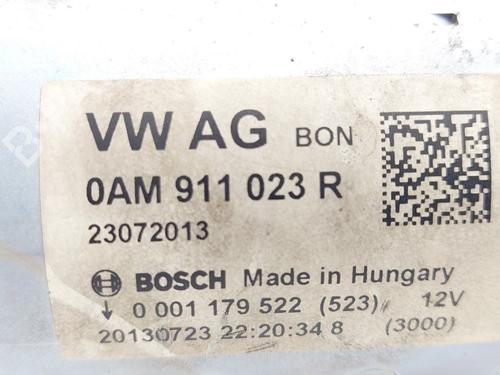 VW AG BON
0AM 911 023 R
23072013
BOSCH Made in Hungary
0 001 179 522 (523) 12V
20130723 22:20:34 8 (3000)